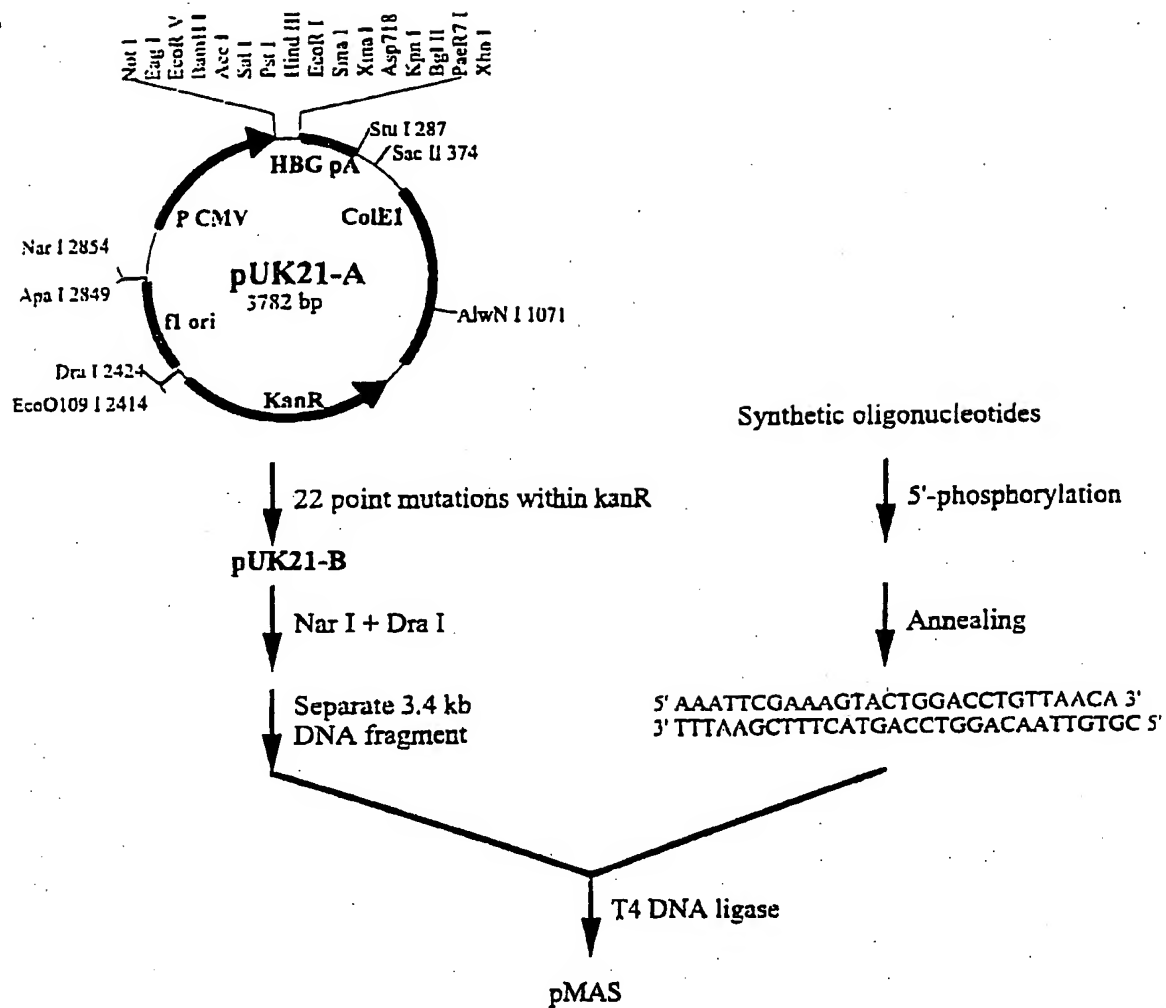 Not I
Eag I
EcoR V
BamH I
Acc I
Sal I
Pst I
Hind III
EcoR I
Sma I
Xma I
Asp718
Kpn I
Bgl II
PaeR7 I
Xho I
Stu I 287
Sac II 374
HBG pA
P CMV
ColE1
Nar I 2854
pUK21-A
3782 bp
Apa I 2849
f1 ori
AlwN I 1071
Dra I 2424
EcoO109 I 2414
KanR
Synthetic oligonucleotides
22 point mutations within kanR
5'-phosphorylation
pUK21-B
Nar I + Dra I
Annealing
Separate 3.4 kb
DNA fragment
5' AAATTCGAAAGTACTGGACCTGTTAACA 3'
3' TTTAAGCTTTCATGACCTGGACAATTGTGC 5'
T4 DNA ligase
pMAS